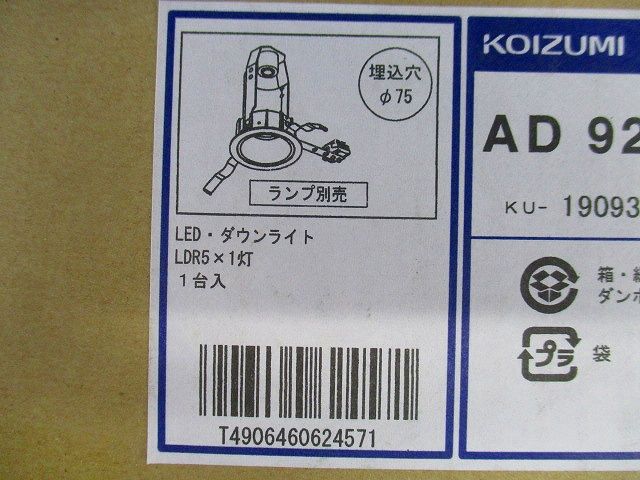 埋込穴
φ75
ランプ別売
LED・ダウンライト
LDR5×1灯
1台入
T4906460624571
KOIZUMI
AD 92
KU- 19093
箱・
ダンボ
プラ
袋